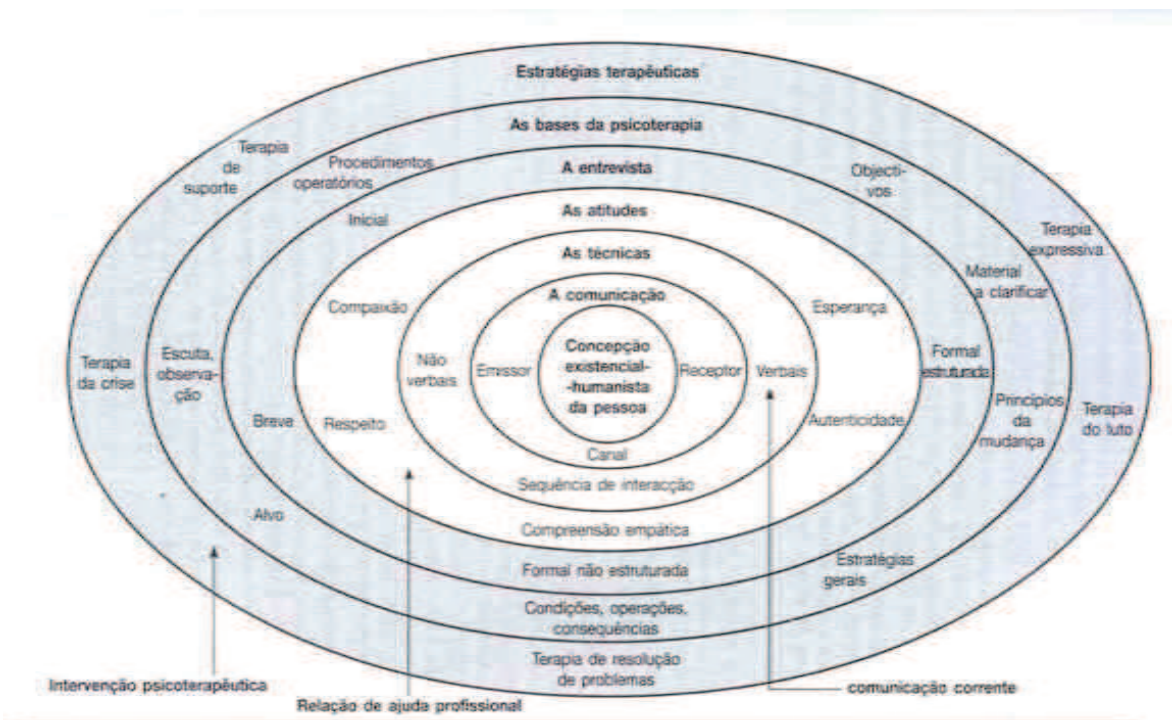 Estratégias terapêuticas
As bases da psicoterapia
Terapia
de
suporte
Procedimentos
operatórios
A entrevista
Objecti-
vos
Inicial
As atitudes
Terapia
expressiva
As técnicas
Material
a clarificar
A comunicação
Compaixão
Esperança
Concepção
existencial-
-humanista
da pessoa
Terapia
da crise
Escuta,
observa-
ção
Não
verbais
Emissor
Receptor
Verbais
Formal
estruturada
Princípios
da
mudança
Terapia
do luto
Breve
Respeito
Autenticidade
Canal
Sequência de interacção
Alvo
Compreensão empática
Formal não estruturada
Estratégias
gerais
Condições, operações,
consequências
Terapia de resolução
de problemas
Intervenção psicoterapêutica
comunicação corrente
Relação de ajuda profissional